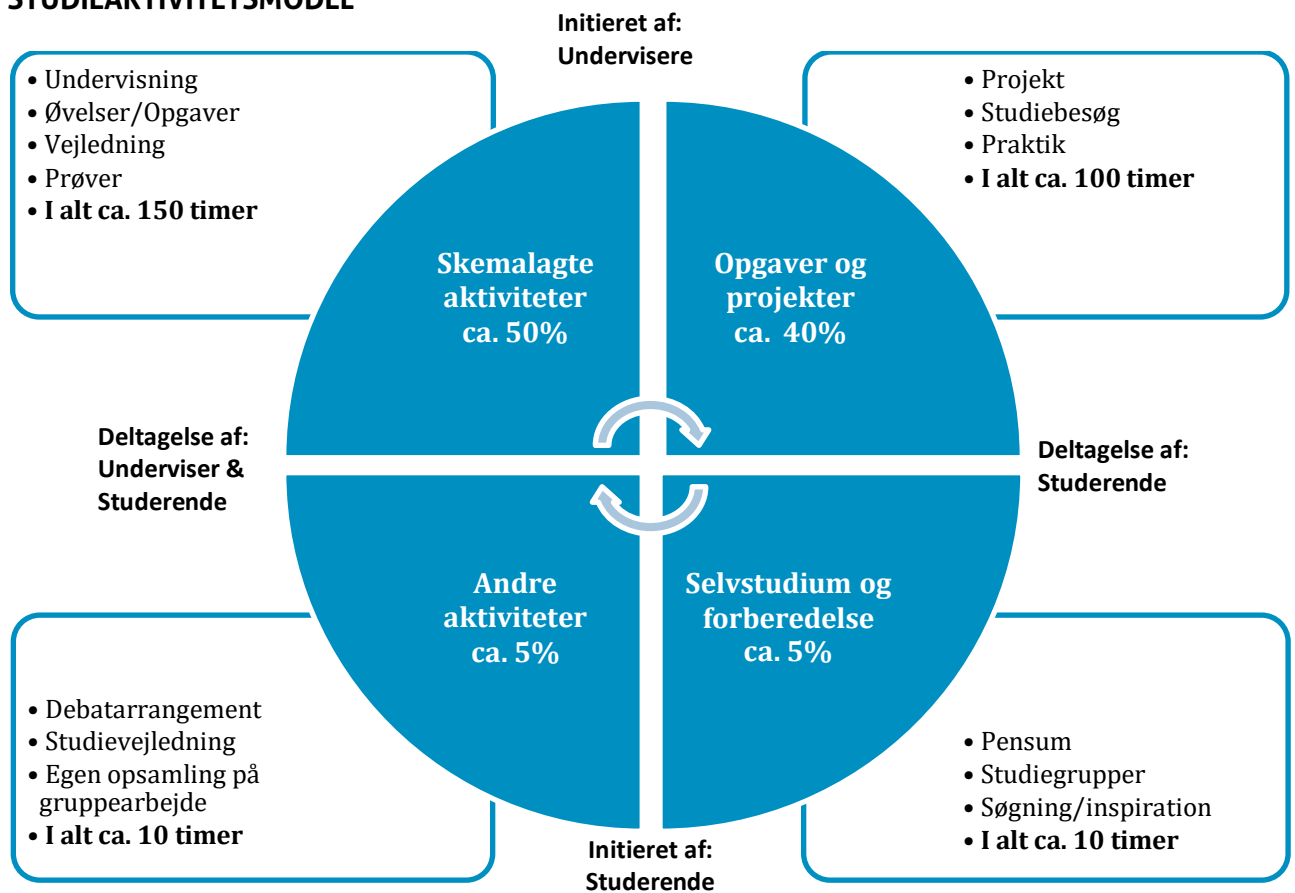 STUDIEAKTIVITETSMODEL
Initieret af:
Undervisere
• Undervisning
• Øvelser/Opgaver
• Vejledning
• Prøver
• I alt ca. 150 timer
• Projekt
• Studiebesøg
• Praktik
• I alt ca. 100 timer
Skemalagte
aktiviteter
ca. 50%
Opgaver og
projekter
ca. 40%
Deltagelse af:
Underviser &
Studerende
Deltagelse af:
Studerende
Andre
aktiviteter
ca. 5%
Selvstudium og
forberedelse
ca. 5%
• Debatarrangement
• Studievejledning
• Egen opsamling på
gruppearbejde
• I alt ca. 10 timer
• Pensum
• Studiegrupper
• Søgning/inspiration
• I alt ca. 10 timer
Initieret af:
Studerende